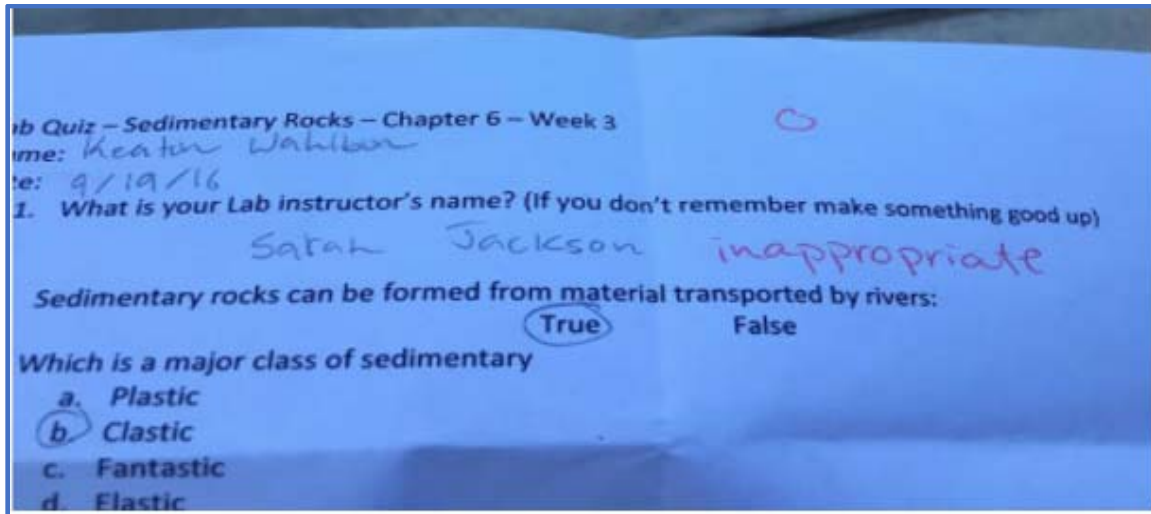 ab Quiz – Sedimentary Rocks – Chapter 6 – Week 3 0
ame: Keaton Wahlbon
te: 9/19/16
1. What is your Lab instructor's name? (If you don't remember make something good up)
Sarah Jackson inappropriate
Sedimentary rocks can be formed from material transported by rivers:
True False
Which is a major class of sedimentary
a. Plastic
b. Clastic
c. Fantastic
d. Elastic